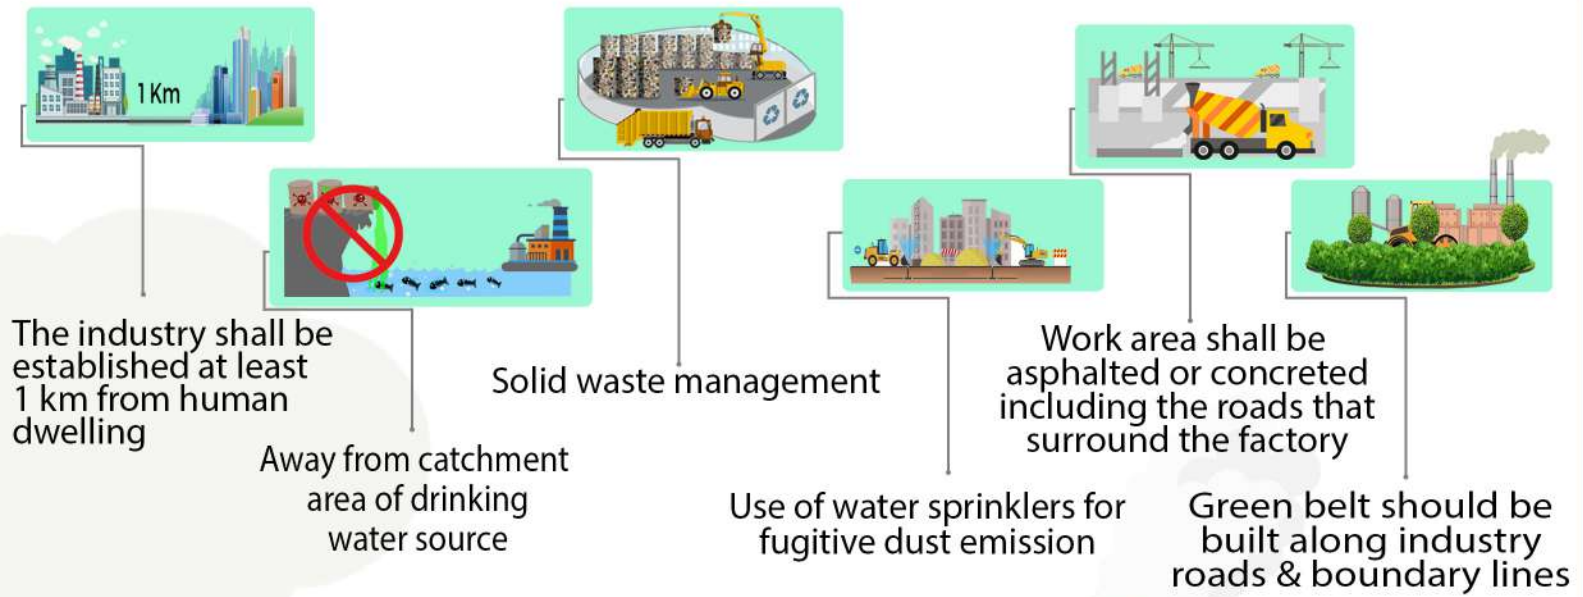 1 Km
The industry shall be
established at least
1 km from human
dwelling
Away from catchment
area of drinking
water source
Solid waste management
Use of water sprinklers for
fugitive dust emission
Work area shall be
asphalted or concreted
including the roads that
surround the factory
Green belt should be
built along industry
roads & boundary lines